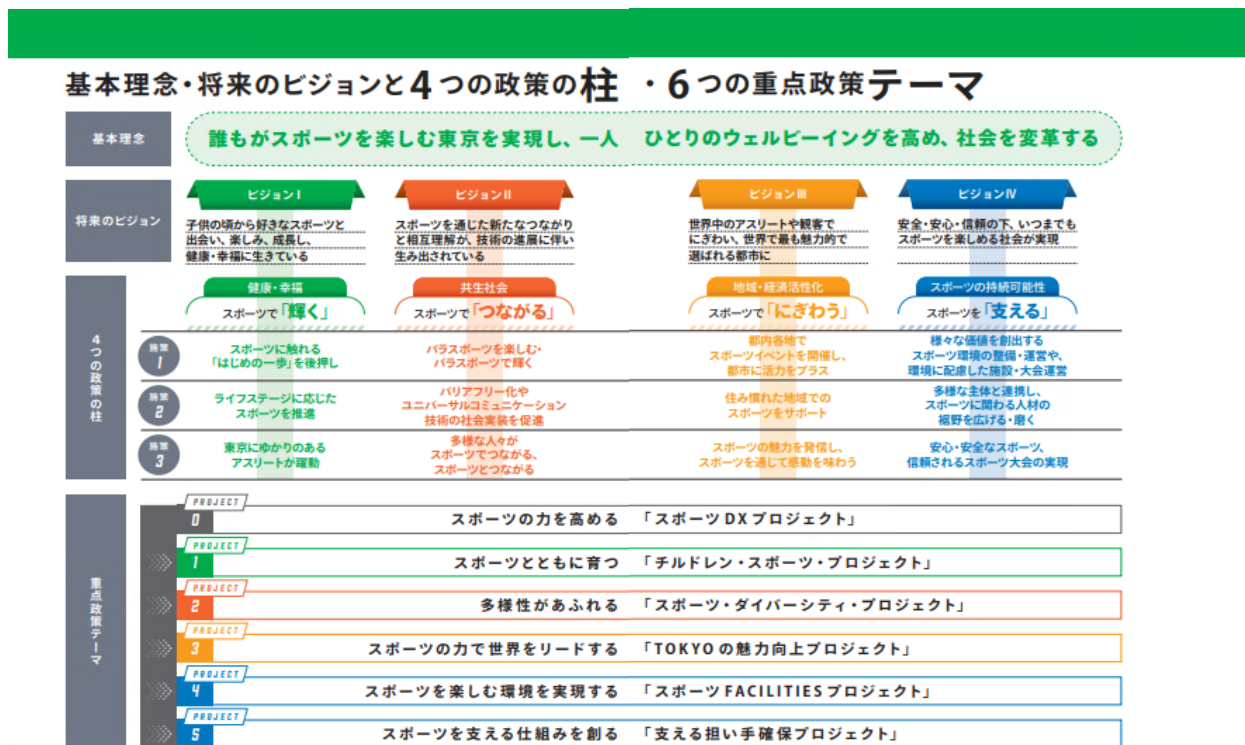 基本理念・将来のビジョンと4つの政策の柱・6つの重点政策テーマ
基本理念
誰もがスポーツを楽しむ東京を実現し、一人ひとりのウェルビーイングを高め、社会を変革する
将来のビジョン
ビジョンⅠ
子供の頃から好きなスポーツと
出会い、楽しみ、成長し、
健康・幸福に生きている
ビジョンⅡ
スポーツを通じた新たなつながり
と相互理解が、技術の進展に伴い
生み出されている
ビジョンⅢ
世界中のアスリートや観客で
にぎわい、世界で最も魅力的で
選ばれる都市に
ビジョンⅣ
安全・安心・信頼の下、いつまでも
スポーツを楽しめる社会が実現
4つの政策の柱
健康・幸福
スポーツで「輝く」
共生社会
スポーツで「つながる」
地域・経済活性化
スポーツで「にぎわう」
スポーツの持続可能性
スポーツを「支える」
施策
1
スポーツに触れる
「はじめの一歩」を後押し
パラスポーツを楽しむ・
パラスポーツで輝く
都内各地で
スポーツイベントを開催し、
都市に活力をプラス
様々な価値を創出する
スポーツ環境の整備・運営や、
環境に配慮した施設・大会運営
施策
2
ライフステージに応じた
スポーツを推進
バリアフリー化や
ユニバーサルコミュニケーション
技術の社会実装を促進
住み慣れた地域での
スポーツをサポート
多様な主体と連携し、
スポーツに関わる人材の
裾野を広げる・磨く
施策
3
東京にゆかりのある
アスリートが躍動
多様な人々が
スポーツでつながる、
スポーツとつながる
スポーツの魅力を発信し、
スポーツを通じて感動を味わう
安心・安全なスポーツ、
信頼されるスポーツ大会の実現
重点政策テーマ
PROJECT
0
スポーツの力を高める「スポーツDXプロジェクト」
PROJECT
1
スポーツとともに育つ「チルドレン・スポーツ・プロジェクト」
PROJECT
2
多様性があふれる「スポーツ・ダイバーシティ・プロジェクト」
PROJECT
3
スポーツの力で世界をリードする「TOKYOの魅力向上プロジェクト」
PROJECT
4
スポーツを楽しむ環境を実現する「スポーツFACILITIESプロジェクト」
PROJECT
5
スポーツを支える仕組みを創る「支える担い手確保プロジェクト」